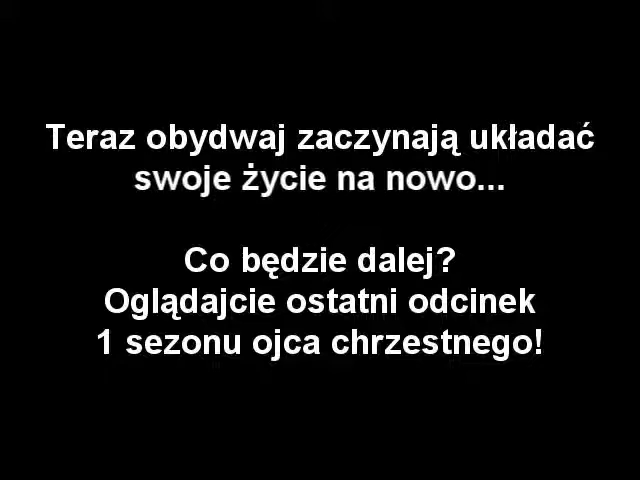 Teraz obydwaj zaczynają układać
swoje życie na nowo...
Co będzie dalej?
Oglądajcie ostatni odcinek
1 sezonu ojca chrzestnego!